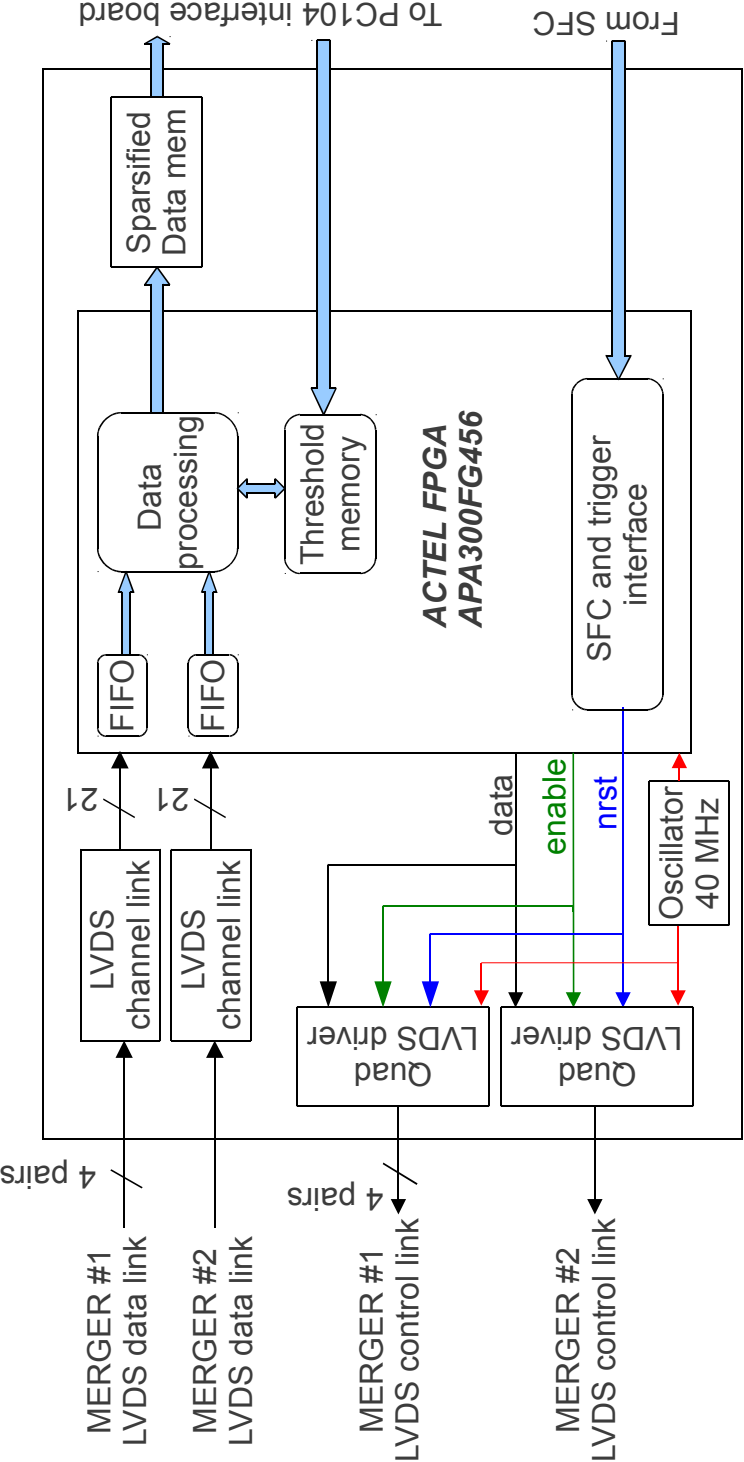 To PC104 interface board
From SFC
Sparsified
Data mem
Data
processing
Threshold
memory
ACTEL FPGA
APA300FG456
SFC and trigger
interface
FIFO
FIFO
21
21
data
enable
nrst
LVDS
channel link
LVDS
channel link
Oscillator
40 MHz
Quad
LVDS driver
Quad
LVDS driver
4 pairs
4 pairs
MERGER #1
LVDS data link
MERGER #2
LVDS data link
MERGER #1
LVDS control link
MERGER #2
LVDS control link